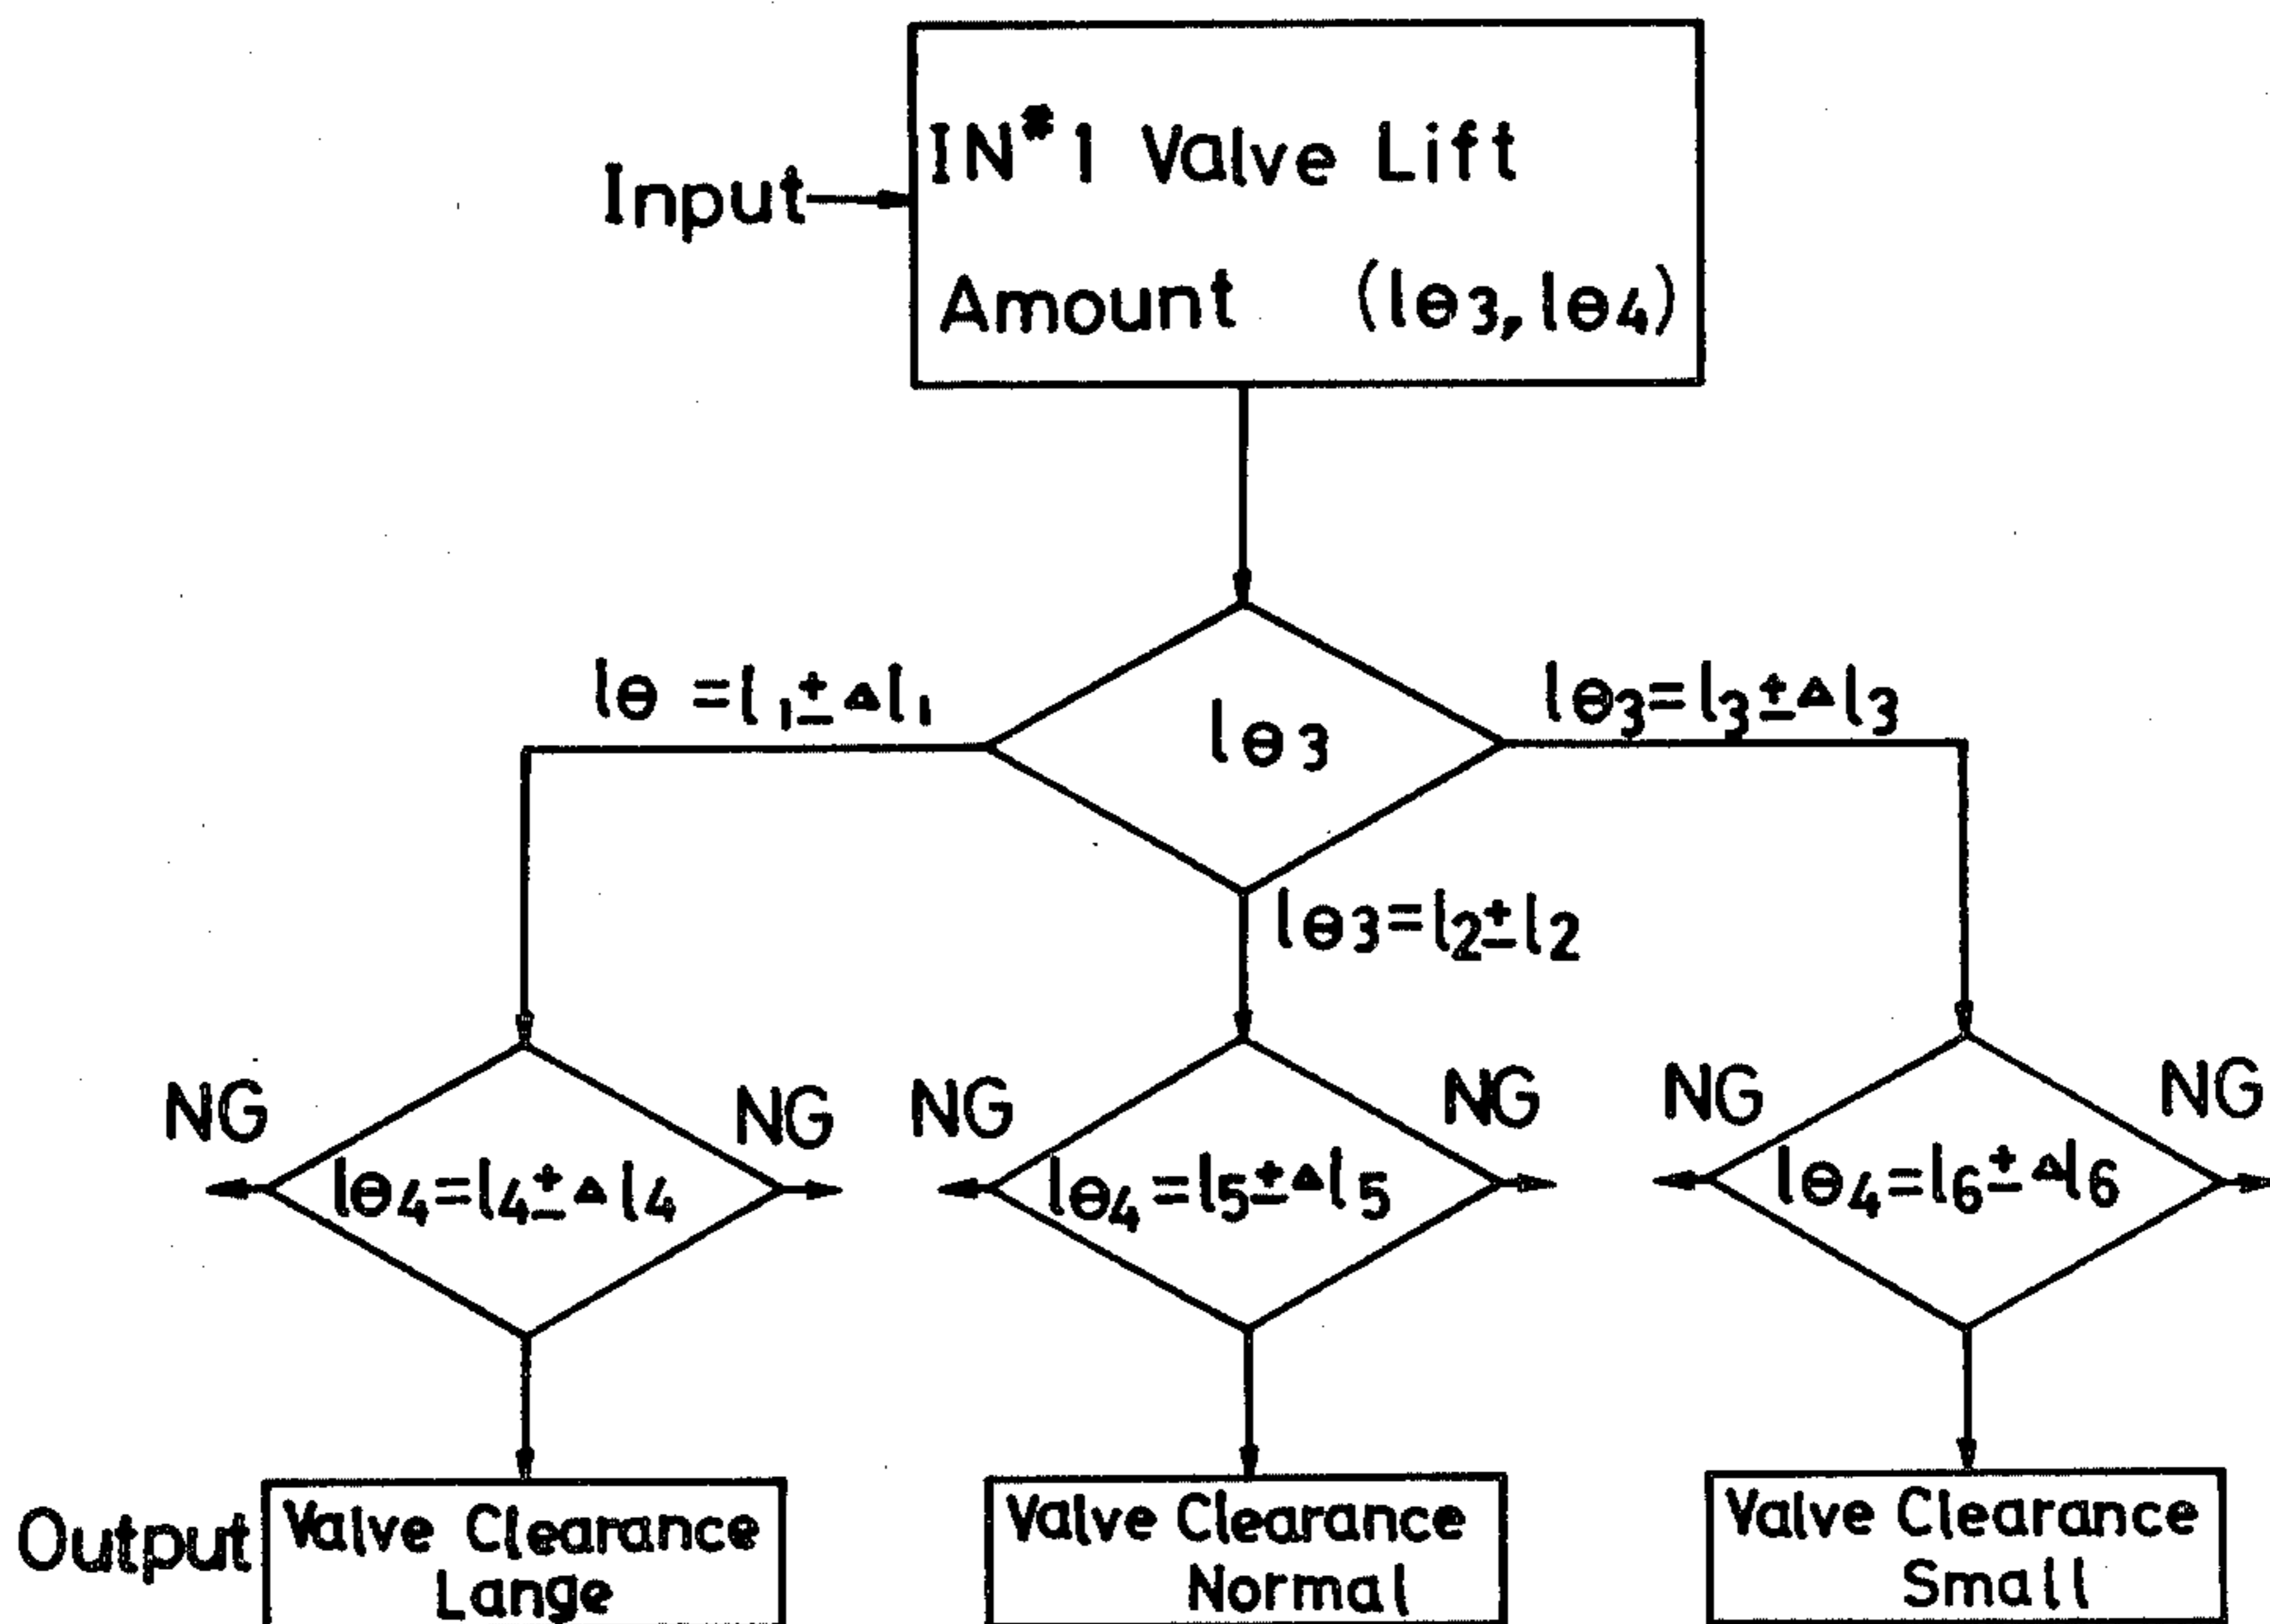 Input
IN#1 Valve Lift
Amount (lθ3, lθ4)
lθ =l1±Δl1
lθ3
lθ3=l3±Δl3
lθ3=l2±l2
NG
lθ4=l4±Δl4
NG
NG
lθ4=l5±Δl5
NG
NG
lθ4=l6±Δl6
NG
Output
Valve Clearance
Lange
Valve Clearance
Normal
Valve Clearance
Small